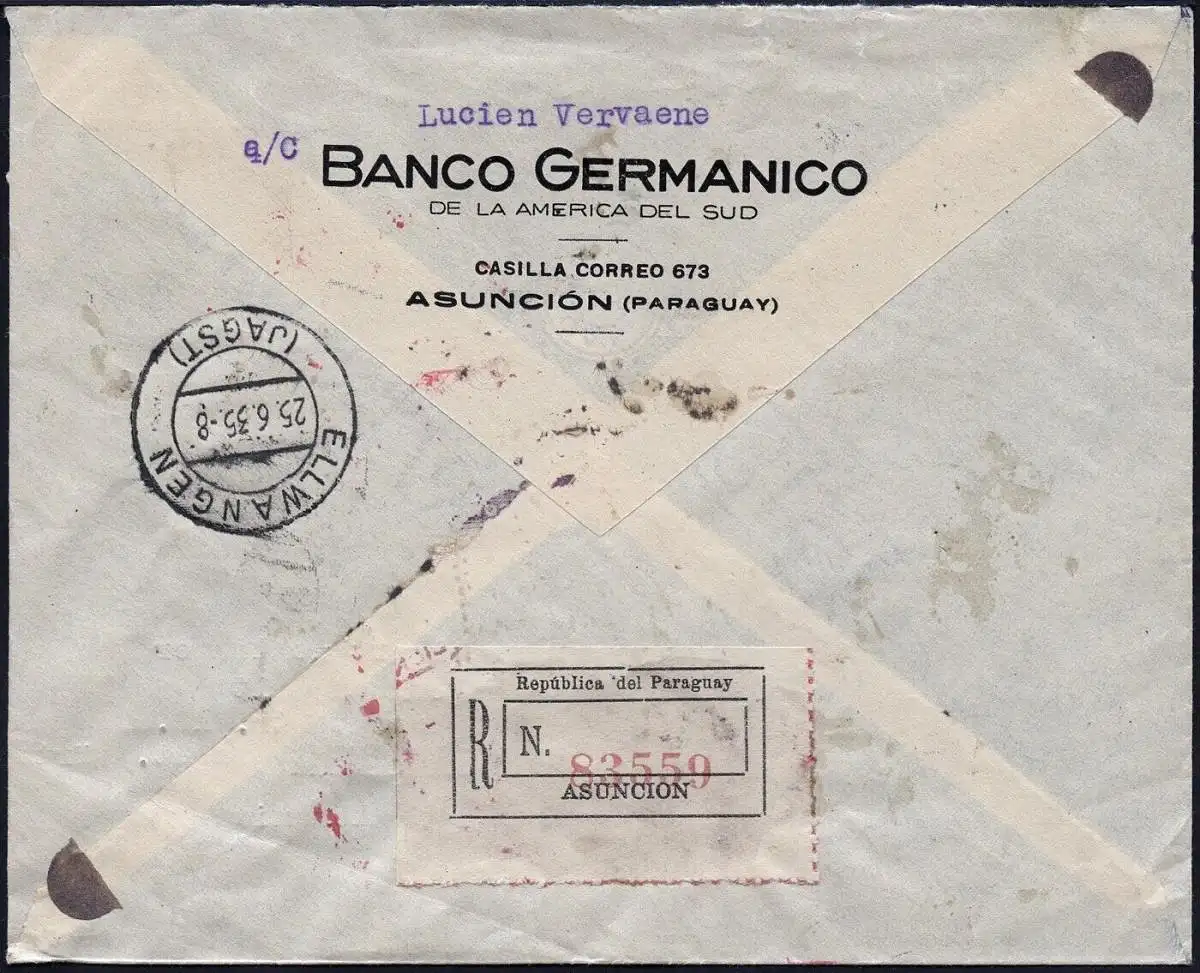 Lucien Vervaene
a/C BANCO GERMANICO
DE LA AMERICA DEL SUD
CASILLA CORREO 673
ASUNCIÓN (PARAGUAY)
ELLWANGEN
(JAGST)
25.6.35.-8
República del Paraguay
R N. 83559
ASUNCION